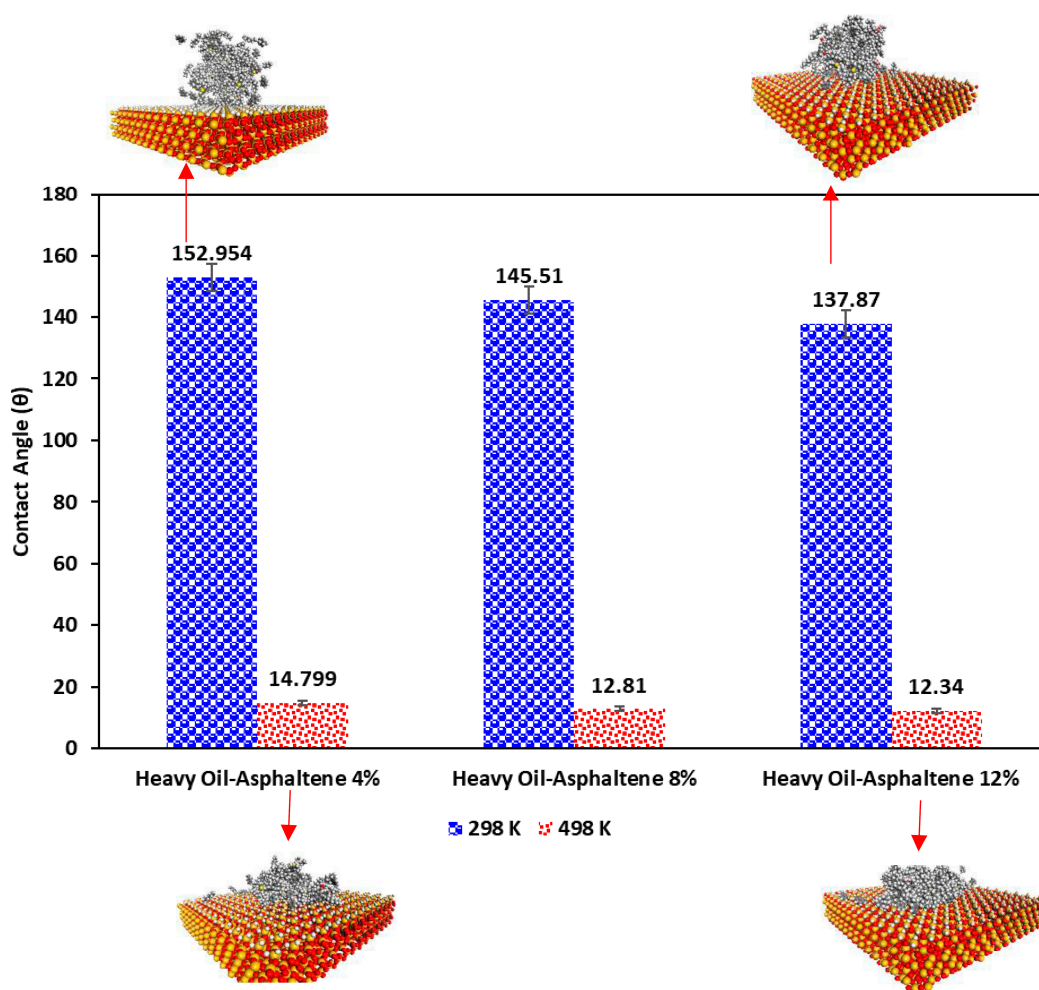 180
160
140
120
100
80
60
40
20
0
Contact Angle (θ)
152.954
145.51
137.87
14.799
12.81
12.34
Heavy Oil-Asphaltene 4%
Heavy Oil-Asphaltene 8%
Heavy Oil-Asphaltene 12%
298 K
498 K